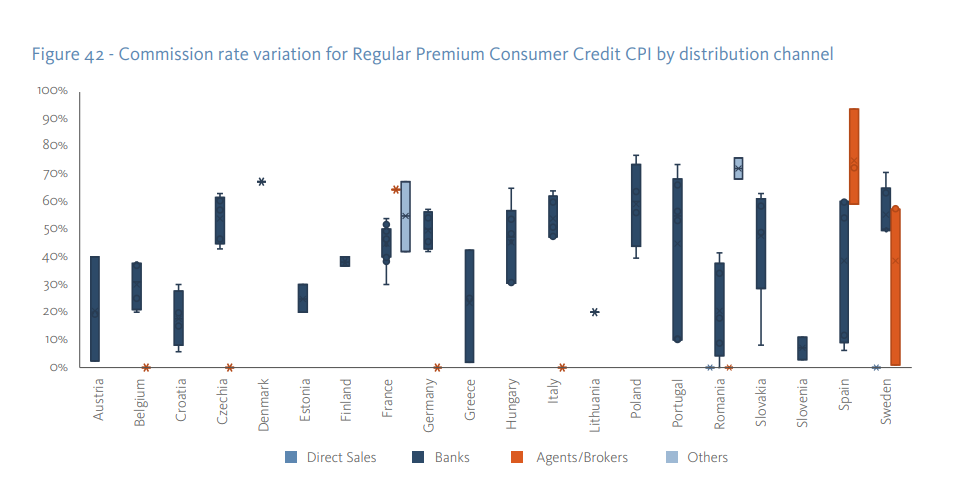 Figure 42 - Commission rate variation for Regular Premium Consumer Credit CPI by distribution channel
100%
90%
80%
70%
60%
50%
40%
30%
20%
10%
0%
Austria
Belgium
Croatia
Czechia
Denmark
Estonia
Finland
France
Germany
Greece
Hungary
Italy
Lithuania
Poland
Portugal
Romania
Slovakia
Slovenia
Spain
Sweden
Direct Sales
Banks
Agents/Brokers
Others